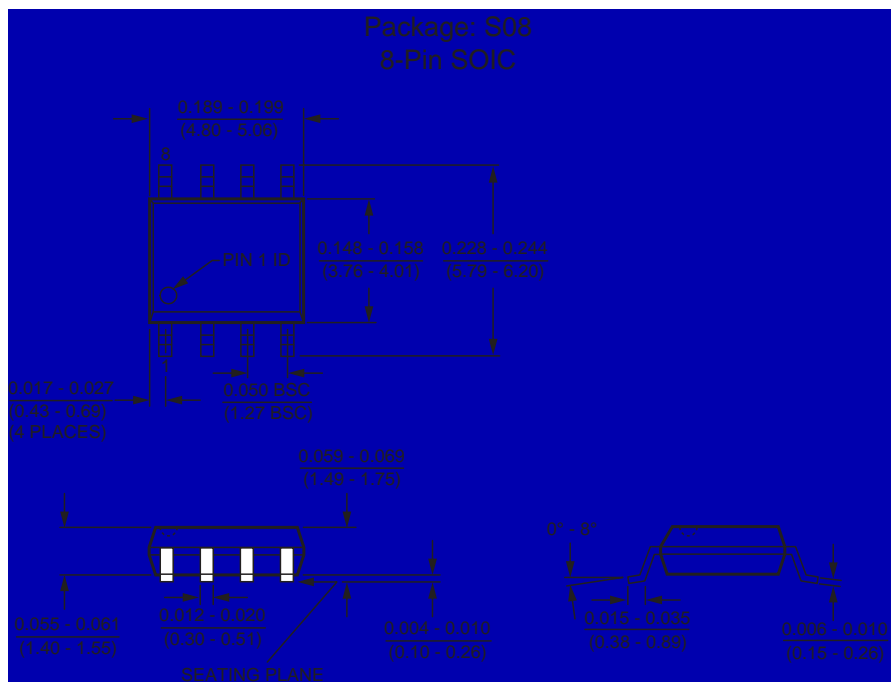 Package: S08
8-Pin SOIC
0.189 - 0.199
(4.80 - 5.06)
8
PIN 1 ID
0.148 - 0.158
(3.76 - 4.01)
0.228 - 0.244
(5.79 - 6.20)
1
0.017 - 0.027
(0.43 - 0.69)
(4 PLACES)
0.050 BSC
(1.27 BSC)
0.059 - 0.069
(1.49 - 1.75)
0° - 8°
0.055 - 0.061
(1.40 - 1.55)
0.012 - 0.020
(0.30 - 0.51)
0.004 - 0.010
(0.10 - 0.26)
0.015 - 0.035
(0.38 - 0.89)
0.006 - 0.010
(0.15 - 0.26)
SEATING PLANE